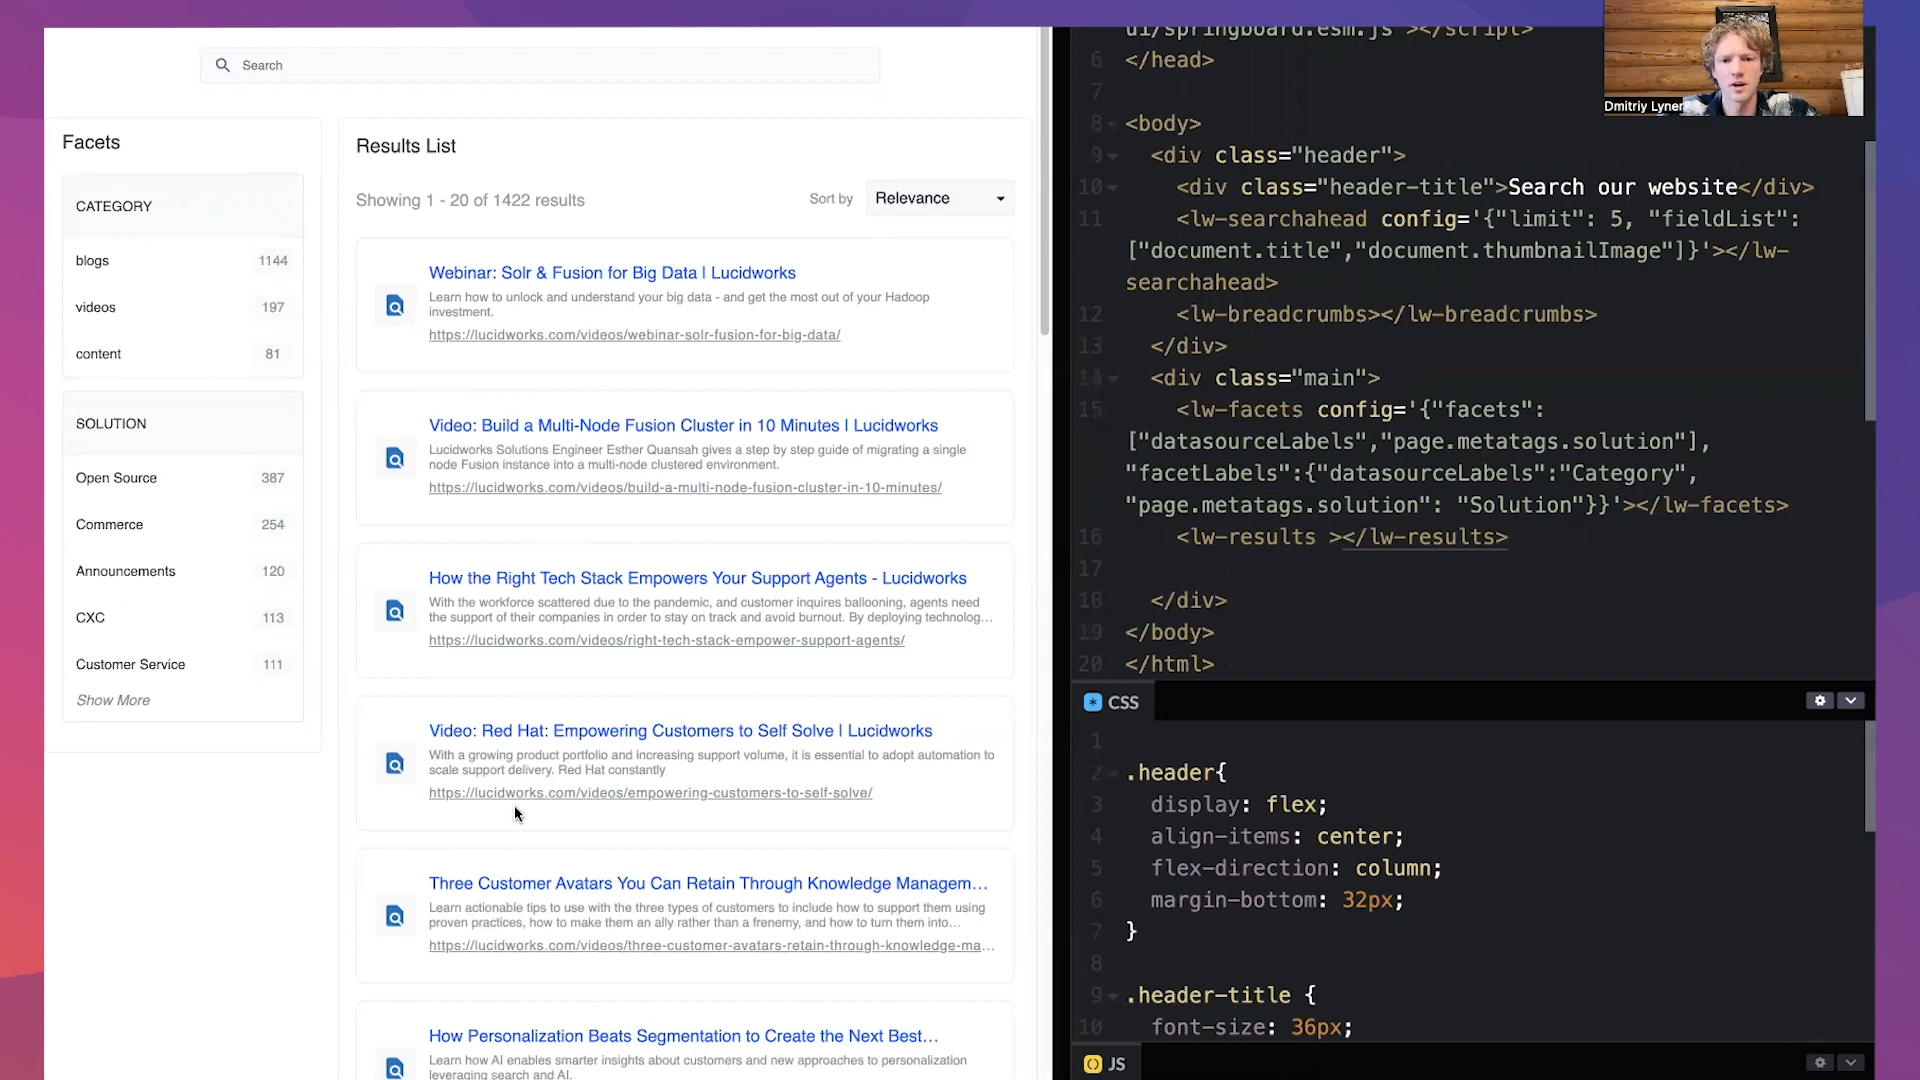 Search
Facets
CATEGORY
blogs 1144
videos 197
content 81
SOLUTION
Open Source 387
Commerce 254
Announcements 120
CXC 113
Customer Service 111
Show More
Results List
Showing 1 - 20 of 1422 results
Sort by Relevance
Webinar: Solr & Fusion for Big Data | Lucidworks
Learn how to unlock and understand your big data - and get the most out of your Hadoop
investment.
https://lucidworks.com/videos/webinar-solr-fusion-for-big-data/
Video: Build a Multi-Node Fusion Cluster in 10 Minutes | Lucidworks
Lucidworks Solutions Engineer Esther Quansah gives a step by step guide of migrating a single
node Fusion instance into a multi-node clustered environment.
https://lucidworks.com/videos/build-a-multi-node-fusion-cluster-in-10-minutes/
How the Right Tech Stack Empowers Your Support Agents - Lucidworks
With the workforce scattered due to the pandemic, and customer inquires ballooning, agents need
the support of their companies in order to stay on track and avoid burnout. By deploying technolog...
https://lucidworks.com/videos/right-tech-stack-empower-support-agents/
Video: Red Hat: Empowering Customers to Self Solve | Lucidworks
With a growing product portfolio and increasing support volume, it is essential to adopt automation to
scale support delivery. Red Hat constantly
https://lucidworks.com/videos/empowering-customers-to-self-solve/
Three Customer Avatars You Can Retain Through Knowledge Managem...
Learn actionable tips to use with the three types of customers to include how to support them using
proven practices, how to make them an ally rather than a frenemy, and how to turn them into...
https://lucidworks.com/videos/three-customer-avatars-retain-through-knowledge-ma...
How Personalization Beats Segmentation to Create the Next Best...
Learn how AI enables smarter insights about customers and new approaches to personalization
leveraging search and AI.
ui/springboard.esm.js"></script>
6 </head>
7
8 <body>
9 <div class="header">
10 <div class="header-title">Search our website</div>
11 <lw-searchahead config='{"limit": 5, "fieldList":
["document.title","document.thumbnailImage"]}'></lw-
searchahead>
12 <lw-breadcrumbs></lw-breadcrumbs>
13 </div>
14 <div class="main">
15 <lw-facets config='{"facets":
["datasourceLabels","page.metatags.solution"],
"facetLabels":{"datasourceLabels":"Category",
"page.metatags.solution": "Solution"}}'></lw-facets>
16 <lw-results ></lw-results>
17
18 </div>
19 </body>
20 </html>
CSS
1
2 .header{
3 display: flex;
4 align-items: center;
5 flex-direction: column;
6 margin-bottom: 32px;
7 }
8
9 .header-title {
10 font-size: 36px;
JS
Dmitriy Lyner